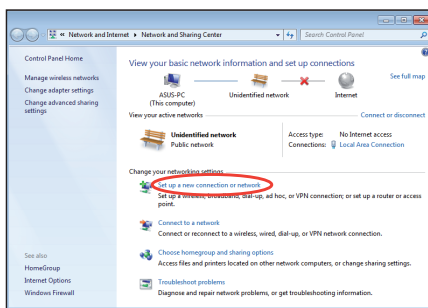 « Network and Internet ▸ Network and Sharing Center
Search Control Panel
Control Panel Home
Manage wireless networks
Change adapter settings
Change advanced sharing
settings
See also
HomeGroup
Internet Options
Windows Firewall
View your basic network information and set up connections
See full map
ASUS-PC
(This computer)
Unidentified network
Internet
View your active networks
Connect or disconnect
Unidentified network
Public network
Access type: No Internet access
Connections: Local Area Connection
Change your networking settings
Set up a new connection or network
Set up a wireless, broadband, dial-up, ad hoc, or VPN connection; or set up a router or access
point.
Connect to a network
Connect or reconnect to a wireless, wired, dial-up, or VPN network connection.
Choose homegroup and sharing options
Access files and printers located on other network computers, or change sharing settings.
Troubleshoot problems
Diagnose and repair network problems, or get troubleshooting information.